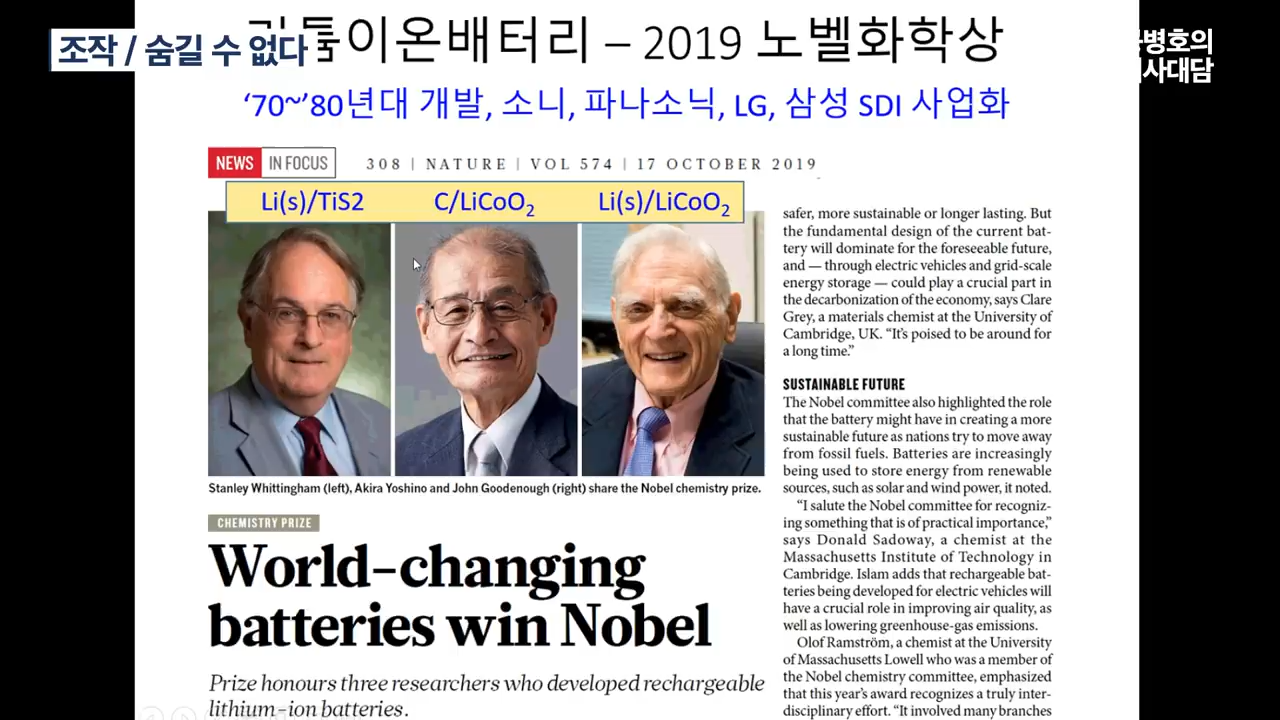 이온배터리 – 2019 노벨화학상
조작 / 숨길 수 없다
병호의
사대담
‘70~’80년대 개발, 소니, 파나소닉, LG, 삼성 SDI 사업화
NEWS IN FOCUS
308 | NATURE | VOL 574 | 17 OCTOBER 2019
Li(s)/TiS2
C/LiCoO2
Li(s)/LiCoO2
Stanley Whittingham (left), Akira Yoshino and John Goodenough (right) share the Nobel chemistry prize.
CHEMISTRY PRIZE
World-changing
batteries win Nobel
Prize honours three researchers who developed rechargeable
lithium-ion batteries.
safer, more sustainable or longer lasting. But
the fundamental design of the current bat-
tery will dominate for the foreseeable future,
and — through electric vehicles and grid-scale
energy storage — could play a crucial part in
the decarbonization of the economy, says Clare
Grey, a materials chemist at the University of
Cambridge, UK. “It’s poised to be around for
a long time.”
SUSTAINABLE FUTURE
The Nobel committee also highlighted the role
that the battery might have in creating a more
sustainable future as nations try to move away
from fossil fuels. Batteries are increasingly
being used to store energy from renewable
sources, such as solar and wind power, it noted.
“I salute the Nobel committee for recogniz-
ing something that is of practical importance,”
says Donald Sadoway, a chemist at the
Massachusetts Institute of Technology in
Cambridge. Islam adds that rechargeable bat-
teries being developed for electric vehicles will
have a crucial role in improving air quality, as
well as lowering greenhouse-gas emissions.
Olof Ramström, a chemist at the University
of Massachusetts Lowell who was a member of
the Nobel chemistry committee, emphasized
that this year’s award recognizes a truly inter-
disciplinary effort. “It involved many branches